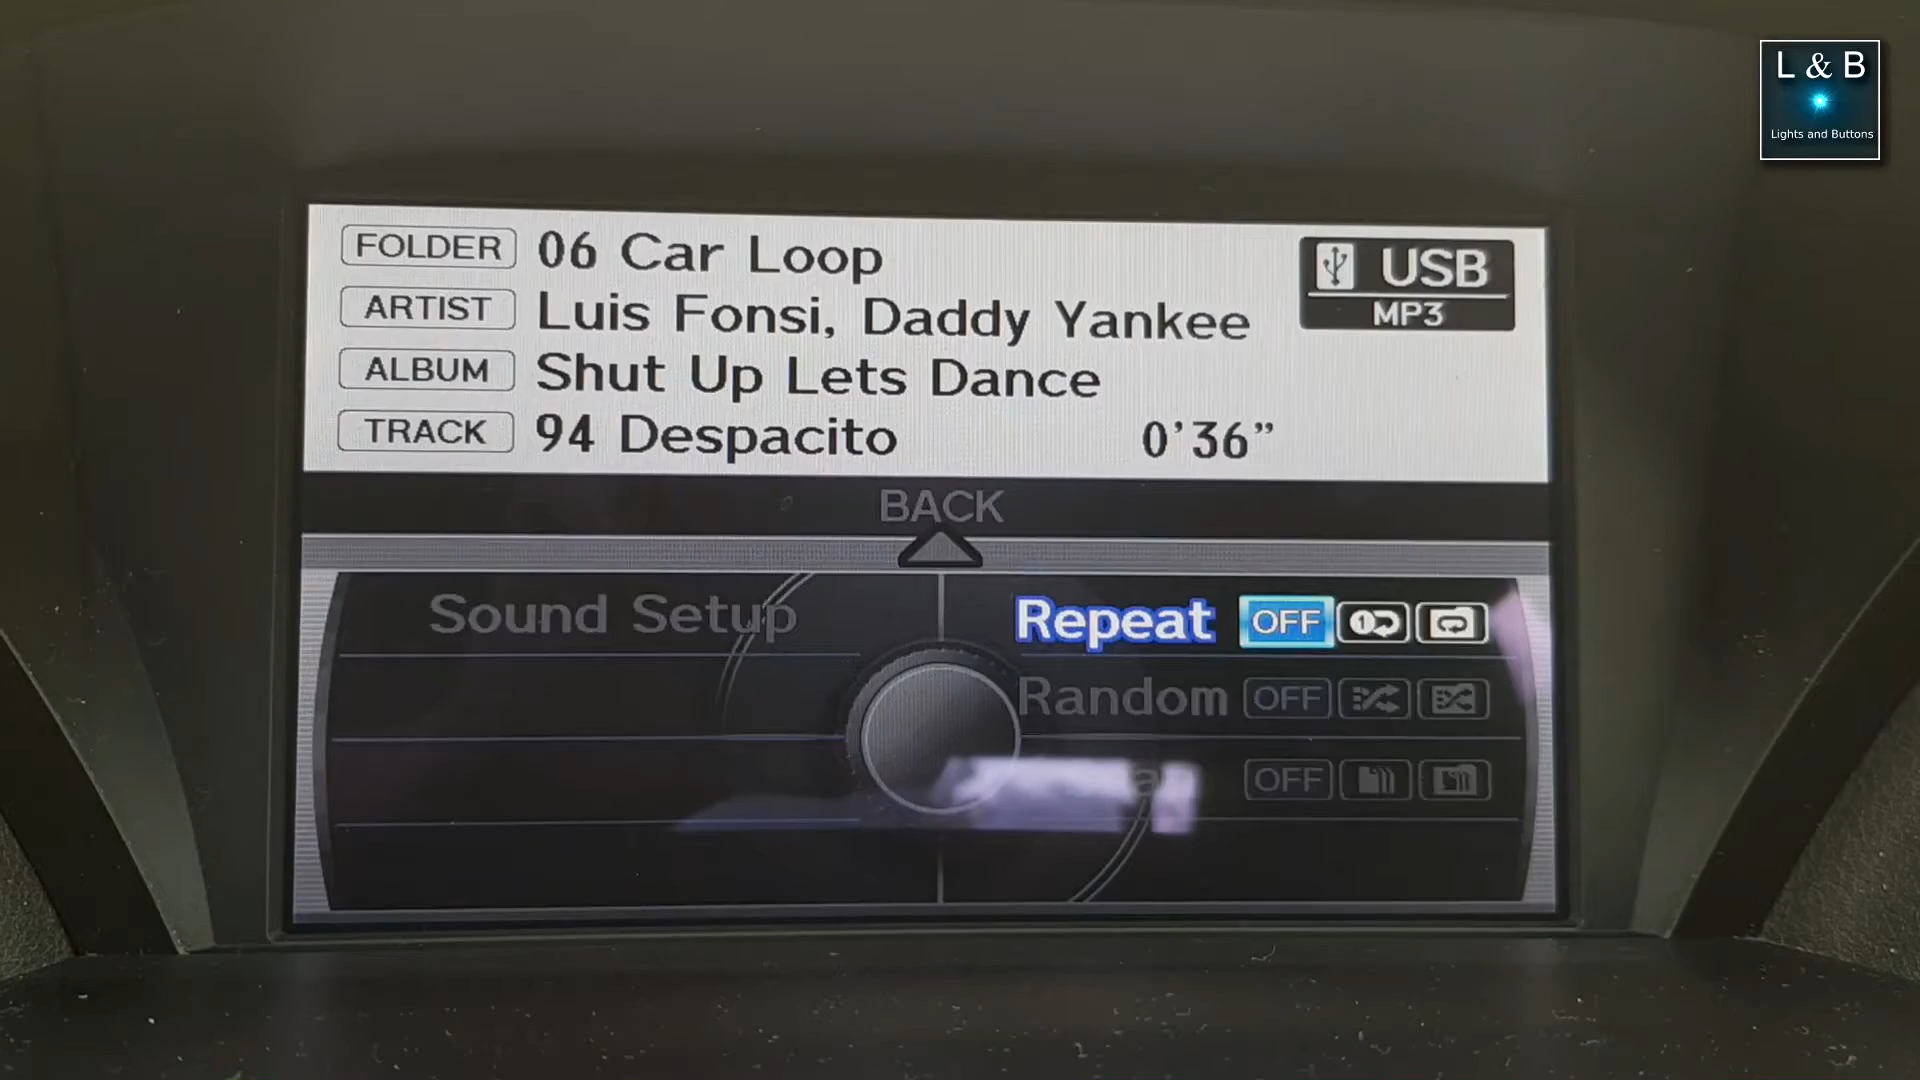 L & B
Lights and Buttons
FOLDER 06 Car Loop
USB
MP3
ARTIST Luis Fonsi, Daddy Yankee
ALBUM Shut Up Lets Dance
TRACK 94 Despacito 0'36”
BACK
Sound Setup
Repeat OFF 1
Random OFF
OFF